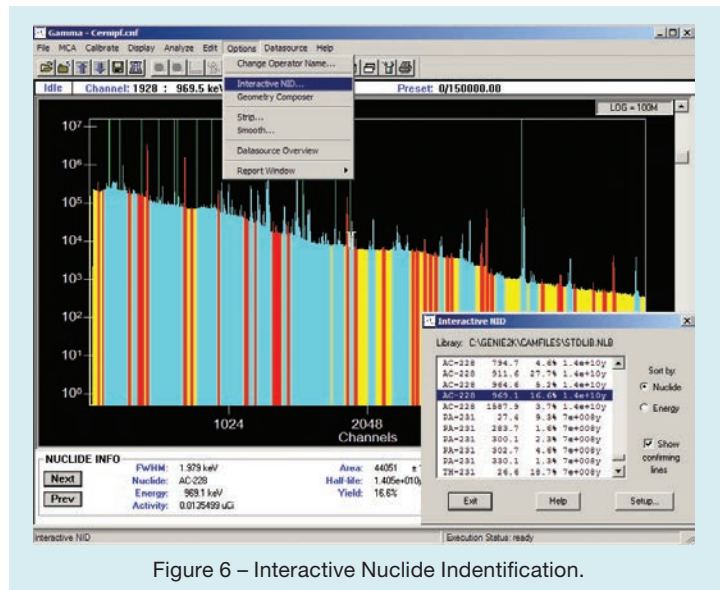 Gamma - Cernipf.cnf
File MCA Calibrate Display Analyze Edit Options Datasource Help
Change Operator Name...
Interactive NID...
Geometry Composer
Strip...
Smooth...
Datasource Overview
Report Window
Idle Channel: 1928 : 969.5 keV Preset: 0/150000.00
LOG = 100M
10⁷
10⁶
10⁵
10⁴
10³
10²
10¹
10⁰
1024 2048
Channels
Interactive NID
Library: C:\GENIE2K\CAMFILES\STDLIB.NLB
AC-228 794.7 4.6% 1.4e+10y
AC-228 911.6 27.7% 1.4e+10y
AC-228 964.6 5.2% 1.4e+10y
AC-228 969.1 16.6% 1.4e+10y
AC-228 1587.9 3.7% 1.4e+10y
PA-231 27.4 9.3% 7e+008y
PA-231 283.7 1.6% 7e+008y
PA-231 300.1 2.3% 7e+008y
PA-231 302.7 4.6% 7e+008y
PA-231 330.1 1.3% 7e+008y
TH-231 26.6 18.7% 7e+008y
Sort by:
Nuclide
Energy
Show
confirming
lines
Exit Help Setup...
NUCLIDE INFO
Next
Prev
FWHM: 1.979 keV Area: 44051 ±
Nuclide: AC-228 Half-life: 1.405e+010
Energy: 969.1 keV Yield: 16.6%
Activity: 0.0135499 uCi
Interactive NID Execution Status: ready
Figure 6 – Interactive Nuclide Indentification.